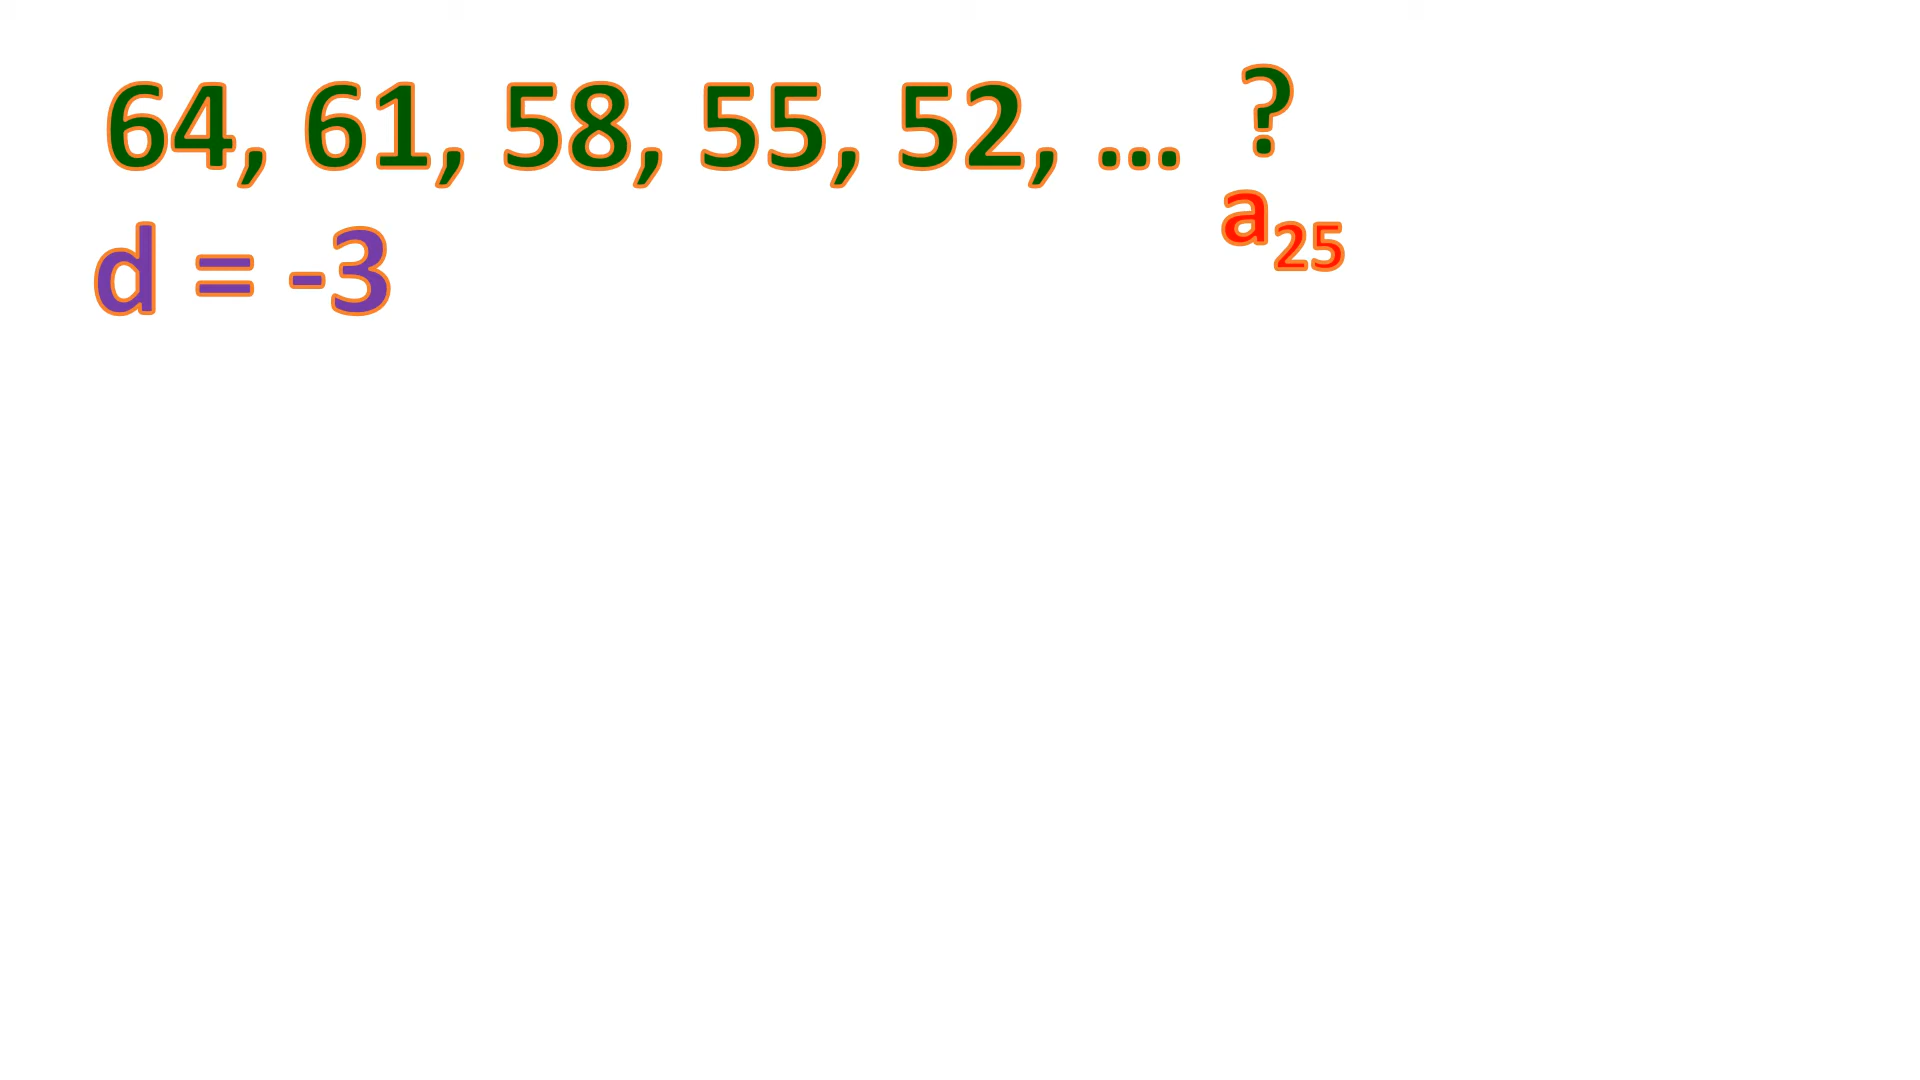 64, 61, 58, 55, 52, ... ?
a₂₅
d = -3